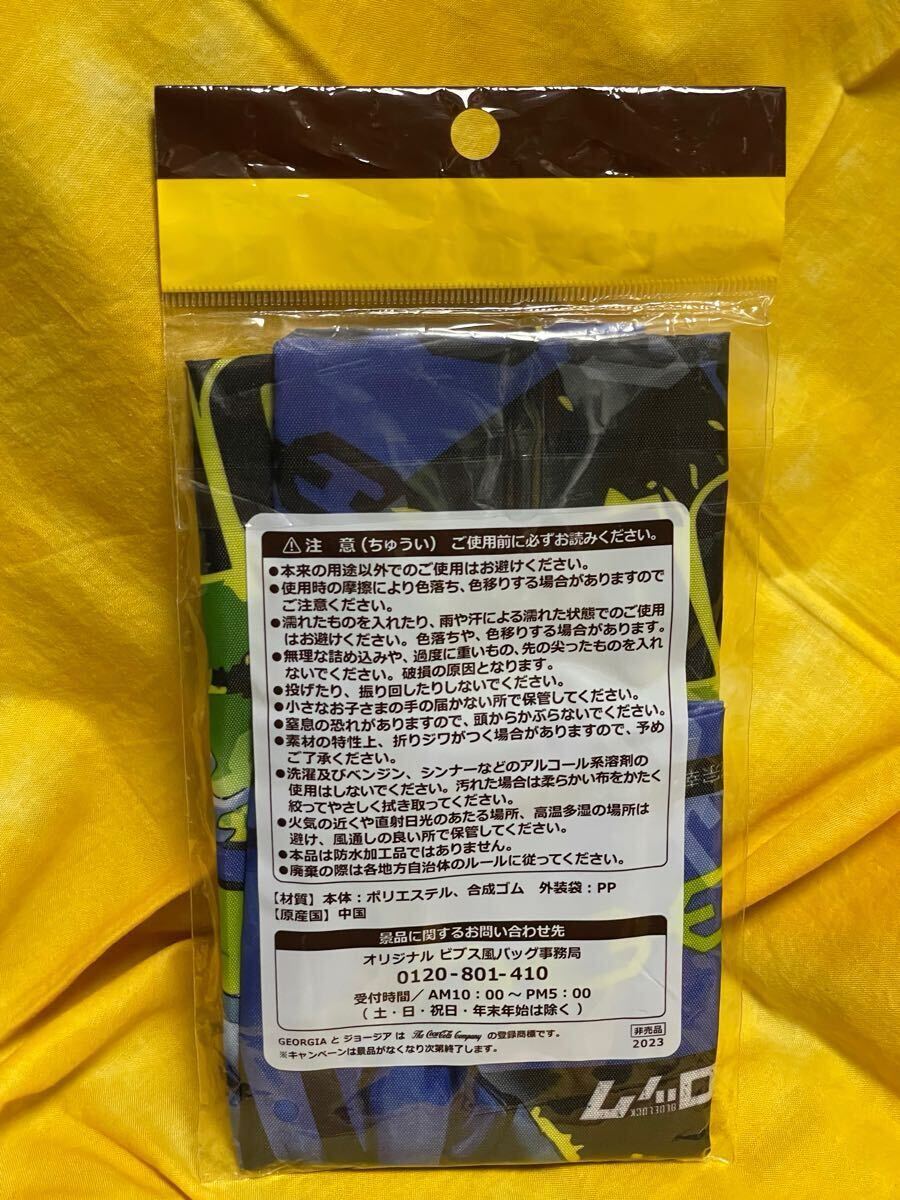 ⚠注 意(ちゅうい) ご使用前に必ずお読みください。
●本来の用途以外でのご使用はお避けください。
●使用時の摩擦により色落ち、色移りする場合がありますので
ご注意ください。
●濡れたものを入れたり、雨や汗による濡れた状態でのご使用
はお避けください。色落ちや、色移りする場合があります。
●無理な詰め込みや、過度に重いもの、先の尖ったものを入れ
ないでください。破損の原因となります。
●投げたり、振り回したりしないでください。
●小さなお子さまの手の届かない所で保管してください。
●窒息の恐れがありますので、頭からかぶらないでください。
●素材の特性上、折りジワがつく場合がありますので、予め
ご了承ください。
●洗濯及びベンジン、シンナーなどのアルコール系溶剤の
使用はしないでください。汚れた場合は柔らかい布をかたく
絞ってやさしく拭き取ってください。
●火気の近くや直射日光のあたる場所、高温多湿の場所は
避け、風通しの良い所で保管してください。
●本品は防水加工品ではありません。
●廃棄の際は各地方自治体のルールに従ってください。
【材質】本体:ポリエステル、合成ゴム 外装袋:PP
【原産国】中国
景品に関するお問い合わせ先
オリジナル ビブス風バッグ事務局
0120-801-410
受付時間/AM10:00〜PM5:00
(土・日・祝日・年末年始は除く)
GEORGIA と ジョージア は The Coca-Cola Company の登録商標です。
※キャンペーンは景品がなくなり次第終了します。
非売品
2023
ロック
BLUELOCK